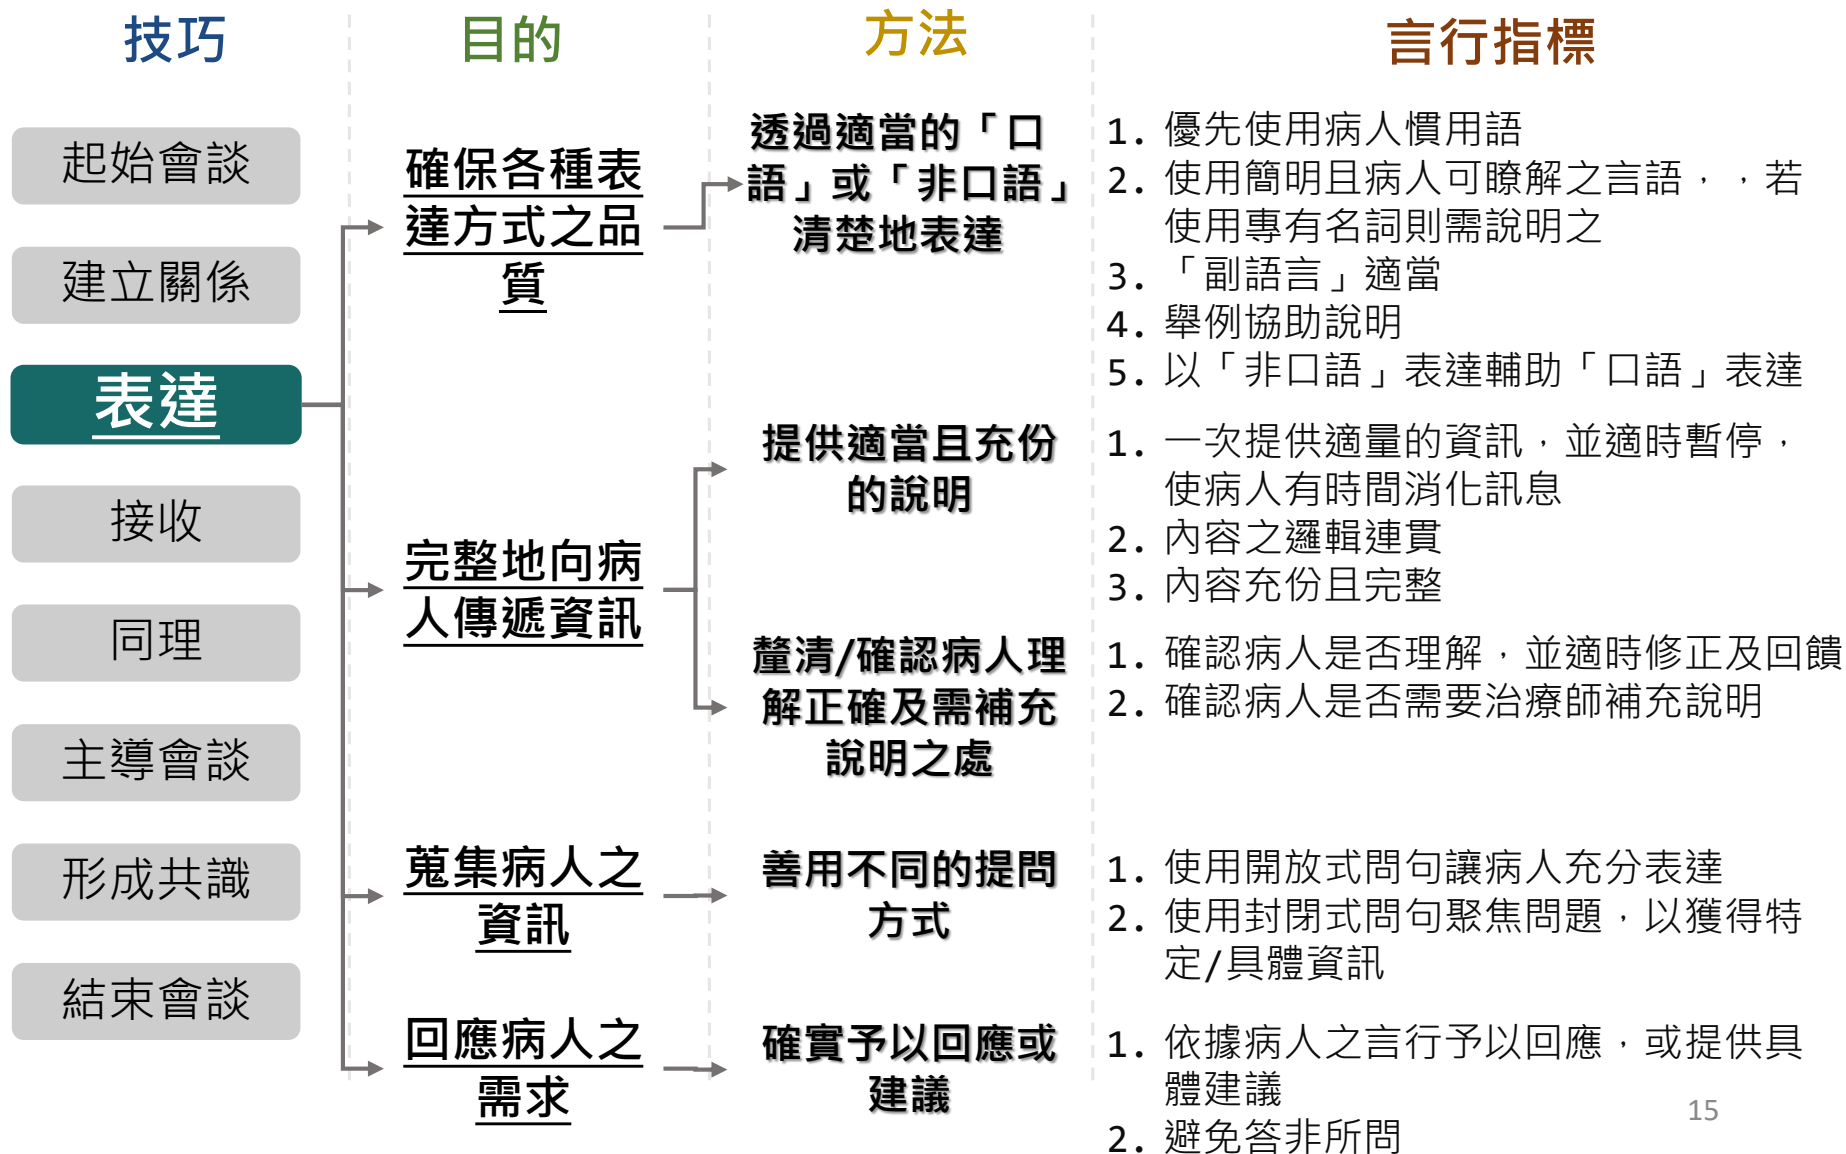 技巧
目的
方法
言行指標
起始會談
建立關係
表達
接收
同理
主導會談
形成共識
結束會談
確保各種表
達方式之品
質
完整地向病
人傳遞資訊
蒐集病人之
資訊
回應病人之
需求
透過適當的「口
語」或「非口語」
清楚地表達
提供適當且充份
的說明
釐清/確認病人理
解正確及需補充
說明之處
善用不同的提問
方式
確實予以回應或
建議
1. 優先使用病人慣用語
2. 使用簡明且病人可瞭解之言語，，若
使用專有名詞則需說明之
3. 「副語言」適當
4. 舉例協助說明
5. 以「非口語」表達輔助「口語」表達
1. 一次提供適量的資訊，並適時暫停，
使病人有時間消化訊息
2. 內容之邏輯連貫
3. 內容充份且完整
1. 確認病人是否理解，並適時修正及回饋
2. 確認病人是否需要治療師補充說明
1. 使用開放式問句讓病人充分表達
2. 使用封閉式問句聚焦問題，以獲得特
定/具體資訊
1. 依據病人之言行予以回應，或提供具
體建議
2. 避免答非所問
15